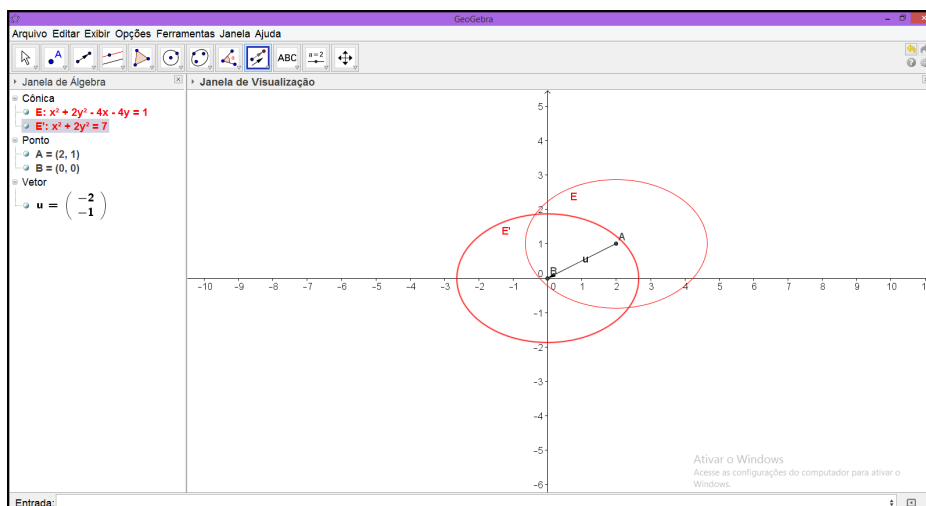 GeoGebra
Arquivo Editar Exibir Opções Ferramentas Janela Ajuda
A ABC a=2
Janela de Álgebra
Janela de Visualização
Cônica
E: x² + 2y² - 4x - 4y = 1
E': x² + 2y² = 7
Ponto
A = (2, 1)
B = (0, 0)
Vetor
u = ( −2 −1 )
5
4
3
2
1
0
−1
−2
−3
−4
−5
−6
−10 −9 −8 −7 −6 −5 −4 −3 −2 −1 0 1 2 3 4 5 6 7 8 9 10 11
E
E'
A
u
B
Ativar o Windows
Acesse as configurações do computador para ativar o
Windows.
Entrada: